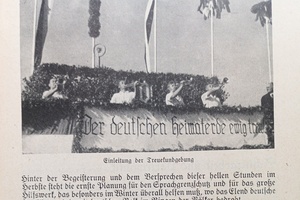 Der deutschen Heimaterde ewig treu
Einleitung der Treuekundgebung
Hinter der Begeisterung und dem Versprechen dieser hellen Stunden im
Herbste steht die ernste Planung für den Sprachgrenzschutz und für das große
Hilfswerk, das besonders im Winter überall helfen muß, wo das Elend deutsche